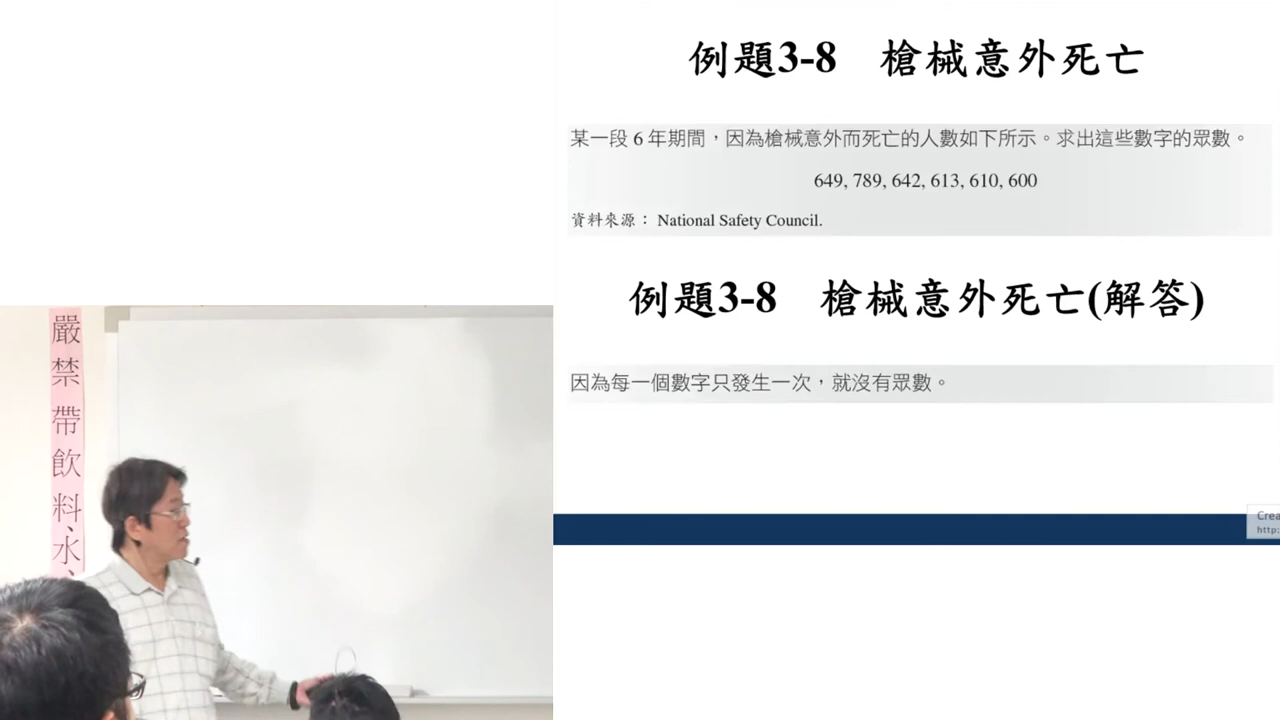 例題3-8 槍械意外死亡
某一段 6 年期間，因為槍械意外而死亡的人數如下所示。求出這些數字的眾數。
649, 789, 642, 613, 610, 600
資料來源： National Safety Council.
例題3-8 槍械意外死亡(解答)
因為每一個數字只發生一次，就沒有眾數。
Crea
http:
嚴禁帶飲料、水、